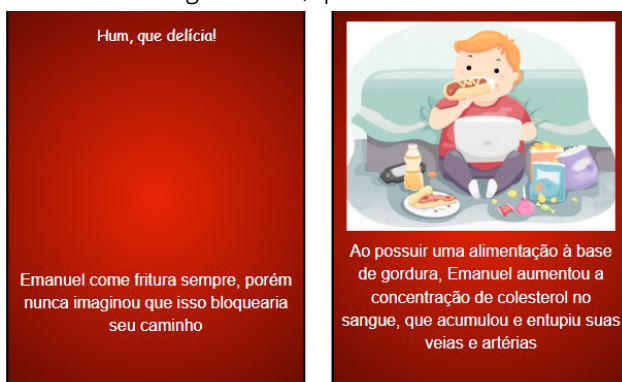 Hum, que delícia!
Emanuel come fritura sempre, porém
nunca imaginou que isso bloquearia
seu caminho
Ao possuir uma alimentação à base
de gordura, Emanuel aumentou a
concentração de colesterol no
sangue, que acumulou e entupiu suas
veias e artérias